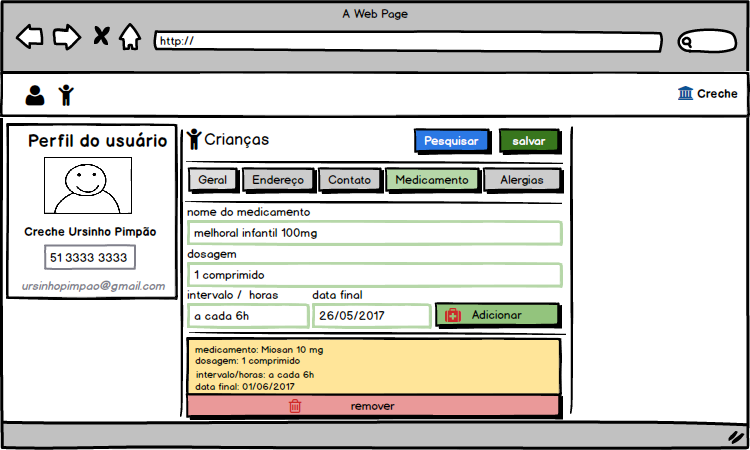 A Web Page
http://
Creche
Perfil do usuário
Creche Ursinho Pimpão
51 3333 3333
ursinhopimpao@gmail.com
Crianças
Pesquisar
salvar
Geral
Endereço
Contato
Medicamento
Alergias
nome do medicamento
melhoral infantil 100mg
dosagem
1 comprimido
intervalo / horas
data final
a cada 6h
26/05/2017
Adicionar
medicamento: Miosan 10 mg
dosagem: 1 comprimido
intervalo/horas: a cada 6h
data final: 01/06/2017
remover